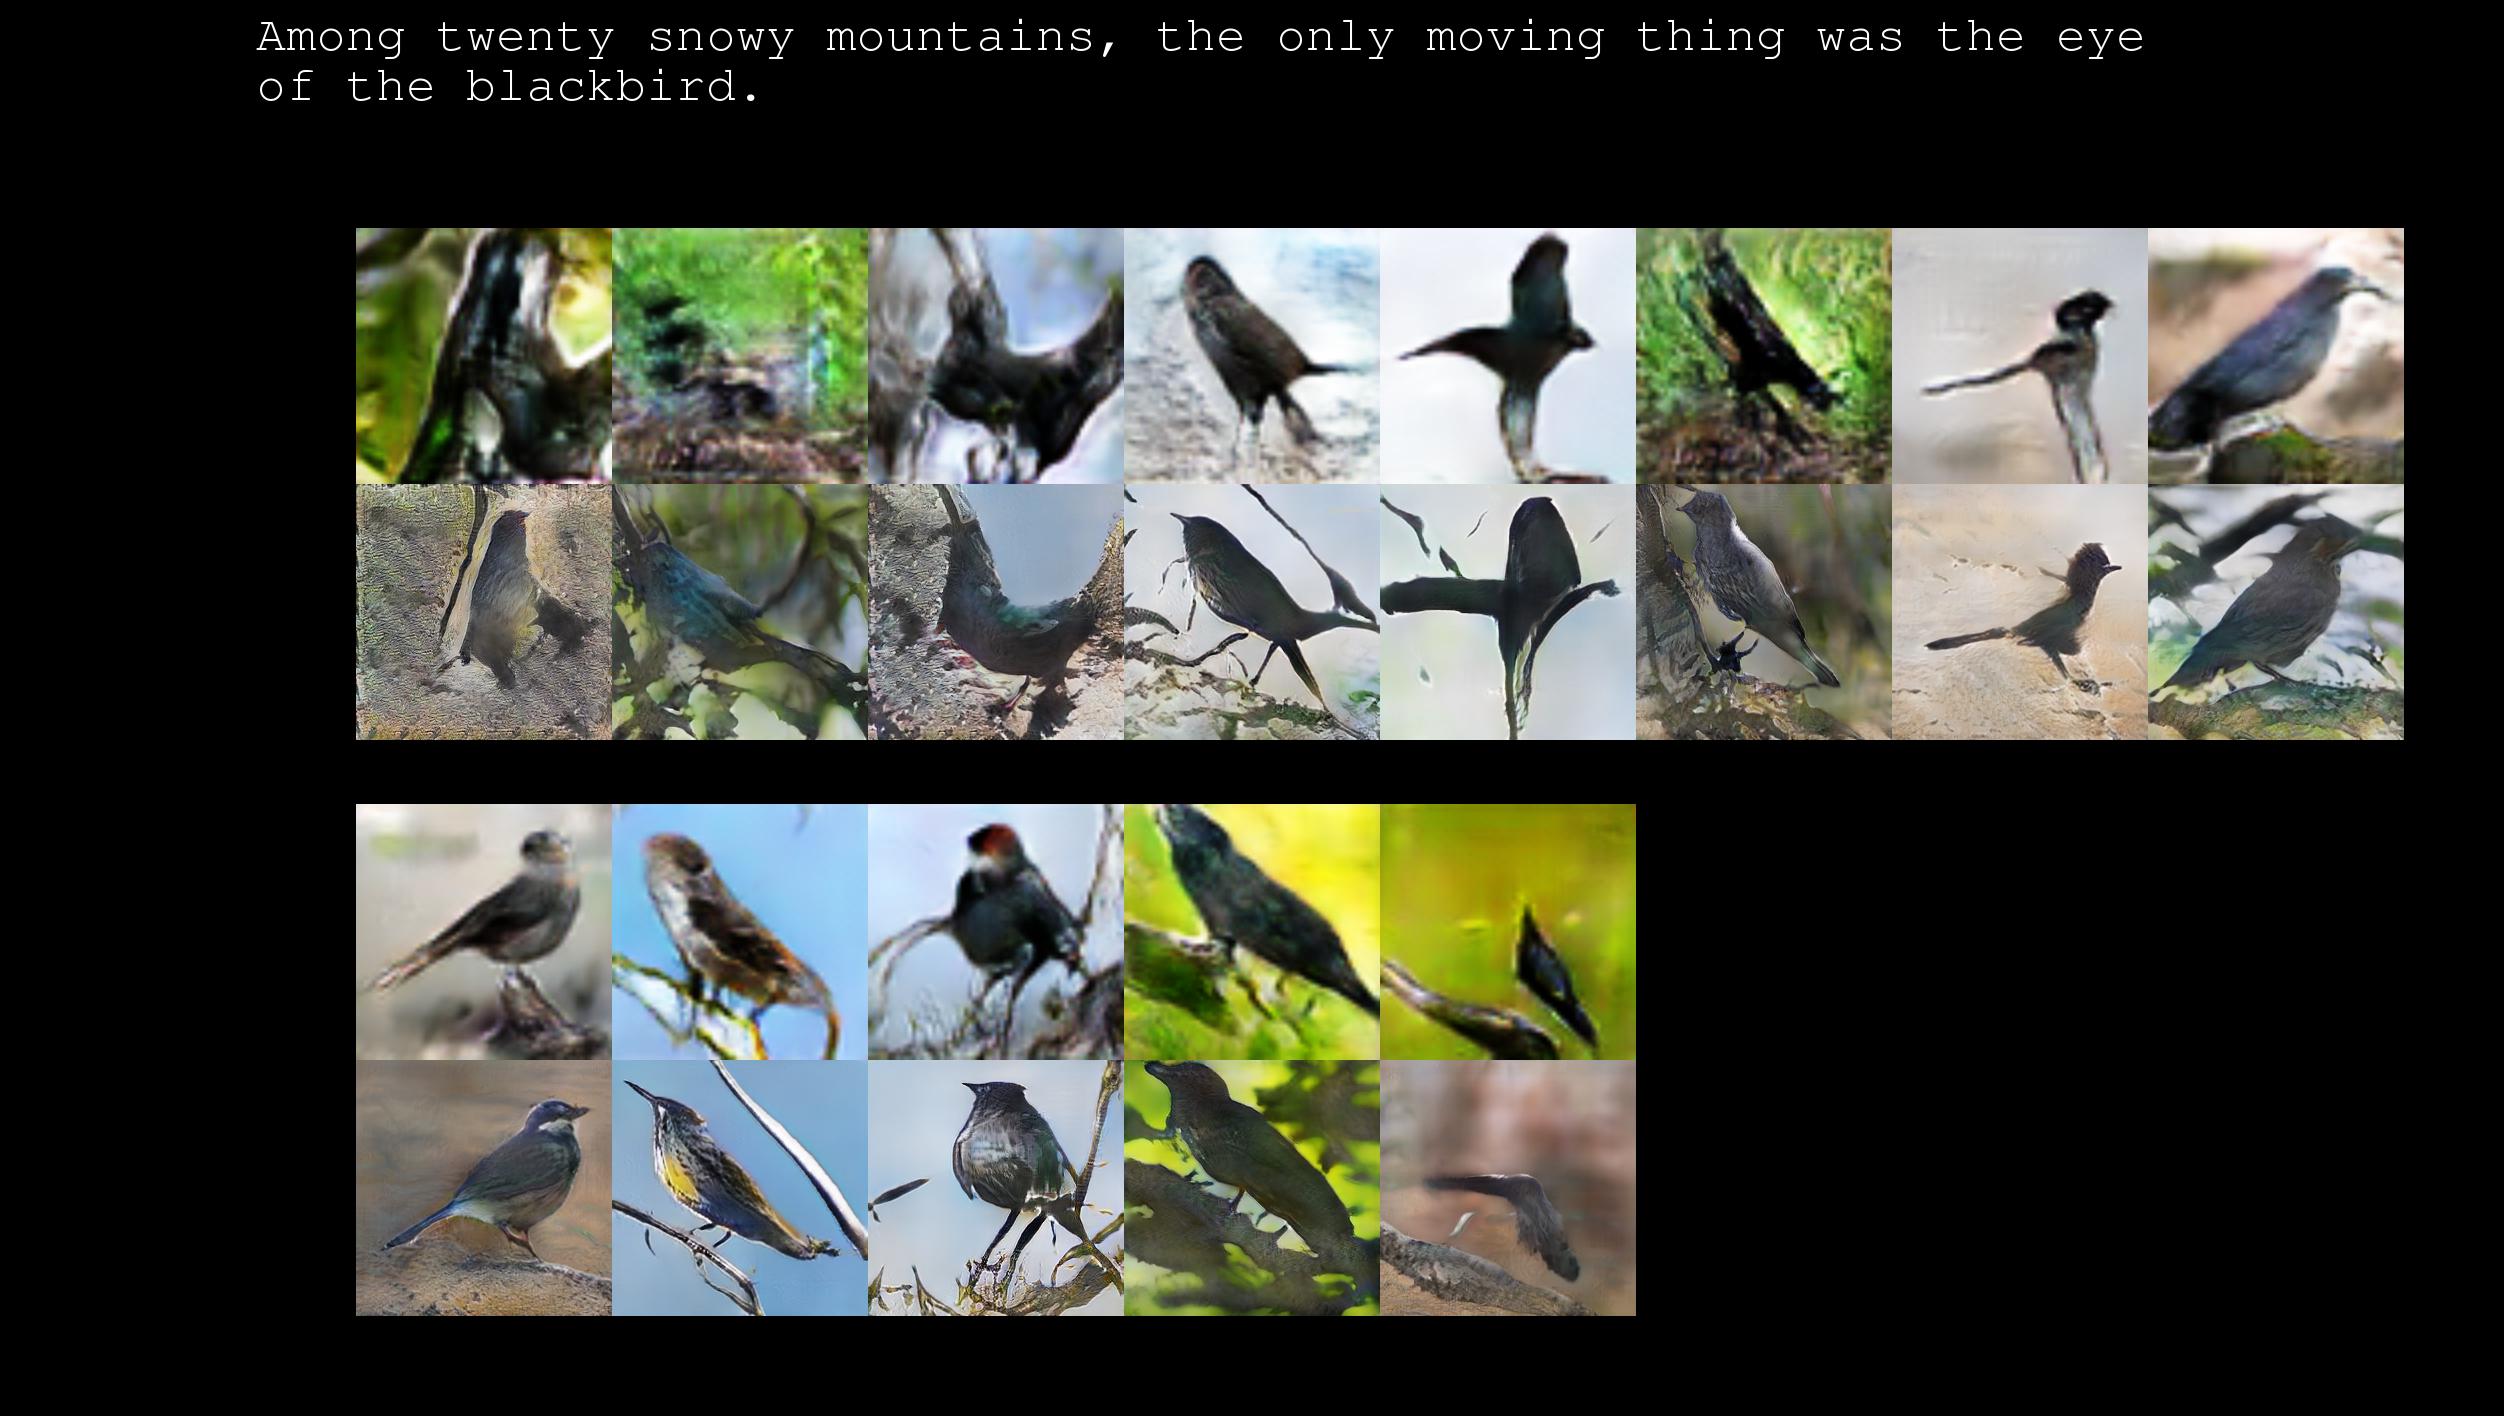 Among twenty snowy mountains, the only moving thing was the eye
of the blackbird.